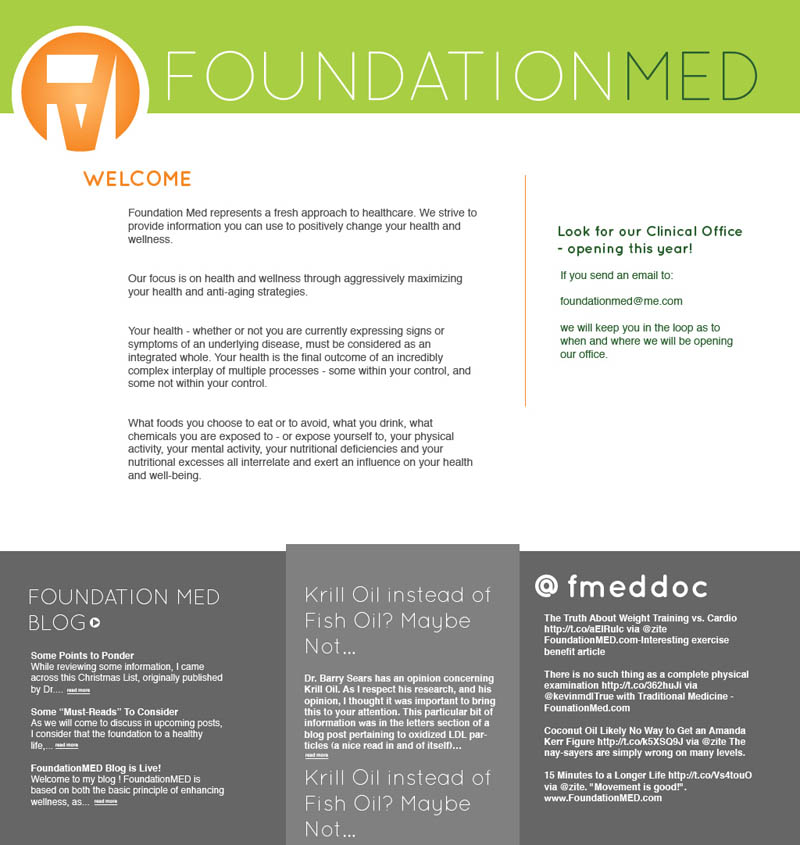 FOUNDATIONMED
WELCOME
Foundation Med represents a fresh approach to healthcare. We strive to
provide information you can use to positively change your health and
wellness.
Our focus is on health and wellness through aggressively maximizing
your health and anti-aging strategies.
Your health - whether or not you are currently expressing signs or
symptoms of an underlying disease, must be considered as an
integrated whole. Your health is the final outcome of an incredibly
complex interplay of multiple processes - some within your control, and
some not within your control.
What foods you choose to eat or to avoid, what you drink, what
chemicals you are exposed to - or expose yourself to, your physical
activity, your mental activity, your nutritional deficiencies and your
nutritional excesses all interrelate and exert an influence on your health
and well-being.
Look for our Clinical Office
- opening this year!
If you send an email to:
foundationmed@me.com
we will keep you in the loop as to
when and where we will be opening
our office.
FOUNDATION MED
BLOG
Some Points to Ponder
While reviewing some information, I came
across this Christmas List, originally published
by Dr.... read more
Some “Must-Reads” To Consider
As we will come to discuss in upcoming posts,
I consider that the foundation to a healthy
life,... read more
FoundationMED Blog is Live!
Welcome to my blog ! FoundationMED is
based on both the basic principle of enhancing
wellness, as... read more
Krill Oil instead of
Fish Oil? Maybe
Not...
Dr. Barry Sears has an opinion concerning
Krill Oil. As I respect his research, and his
opinion, I thought it was important to bring
this to your attention. This particular bit of
information was in the letters section of a
blog post pertaining to oxidized LDL par-
ticles (a nice read in and of itself)...
read more
Krill Oil instead of
Fish Oil? Maybe
Not...
@ fmeddoc
The Truth About Weight Training vs. Cardio
http://t.co/aEIRulc via @zite
FoundationMED.com-Interesting exercise
benefit article
There is no such thing as a complete physical
examination http://t.co/362huJi via
@kevinmdlTrue with Traditional Medicine -
FounationMed.com
Coconut Oil Likely No Way to Get an Amanda
Kerr Figure http://t.co/k5XSQ9J via @zite The
nay-sayers are simply wrong on many levels.
15 Minutes to a Longer Life http://t.co/Vs4touO
via @zite. "Movement is good!".
www.FoundationMED.com